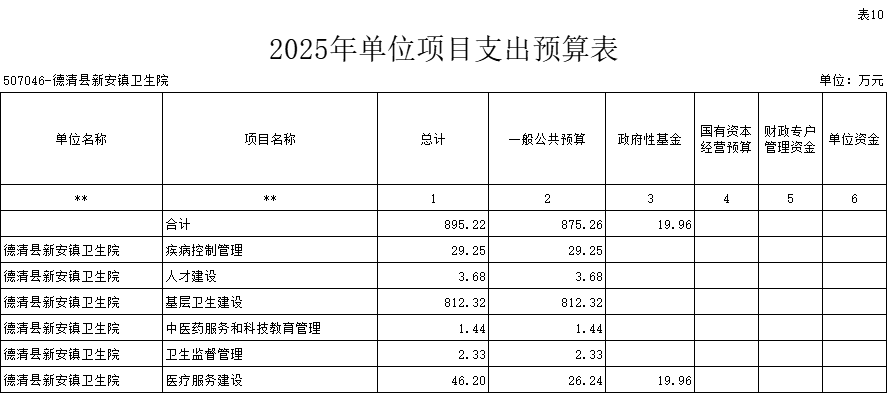 表10
2025年单位项目支出预算表
507046-德清县新安镇卫生院 单位：万元
单位名称 项目名称 总计 一般公共预算 政府性基金 国有资本经营预算 财政专户管理资金 单位资金
** ** 1 2 3 4 5 6
合计 895.22 875.26 19.96
德清县新安镇卫生院 疾病控制管理 29.25 29.25
德清县新安镇卫生院 人才建设 3.68 3.68
德清县新安镇卫生院 基层卫生建设 812.32 812.32
德清县新安镇卫生院 中医药服务和科技教育管理 1.44 1.44
德清县新安镇卫生院 卫生监督管理 2.33 2.33
德清县新安镇卫生院 医疗服务建设 46.20 26.24 19.96